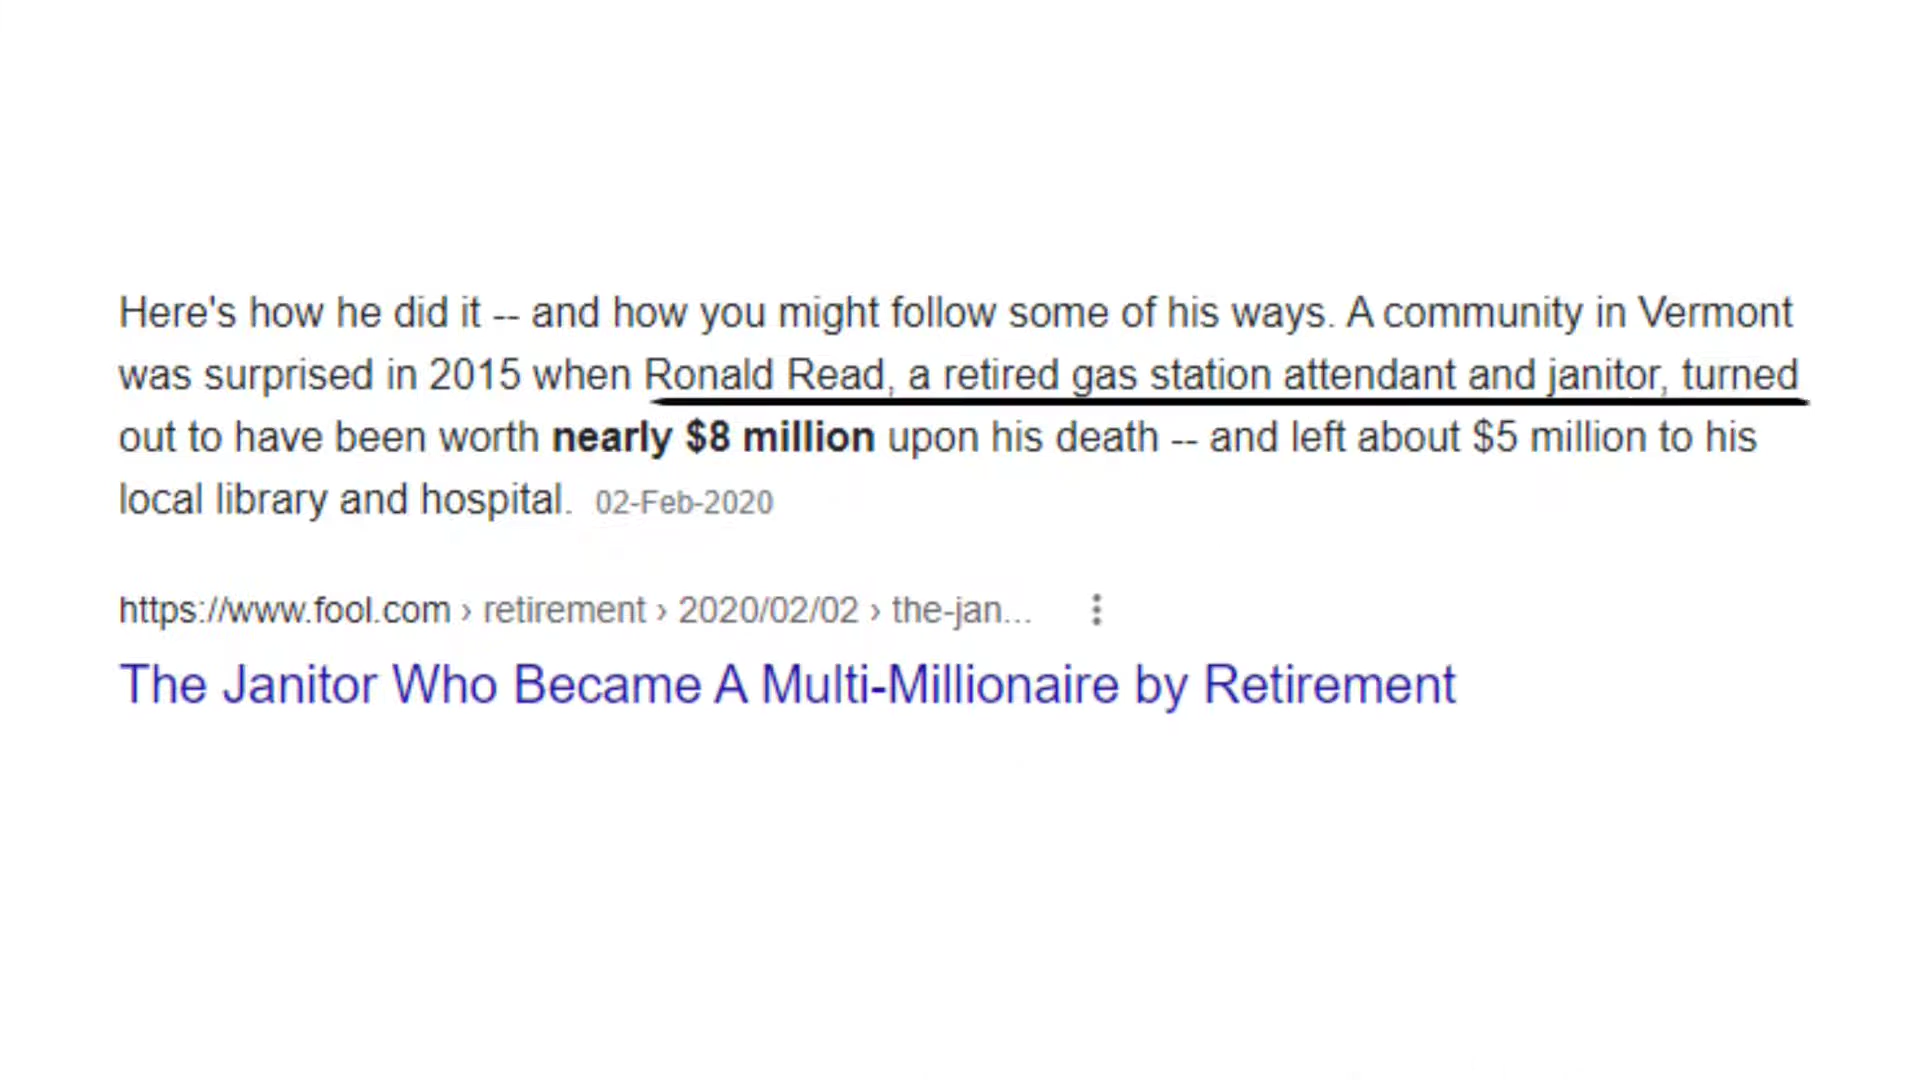 Here's how he did it -- and how you might follow some of his ways. A community in Vermont
was surprised in 2015 when Ronald Read, a retired gas station attendant and janitor, turned
out to have been worth nearly $8 million upon his death -- and left about $5 million to his
local library and hospital. 02-Feb-2020
https://www.fool.com › retirement › 2020/02/02 › the-jan...
The Janitor Who Became A Multi-Millionaire by Retirement